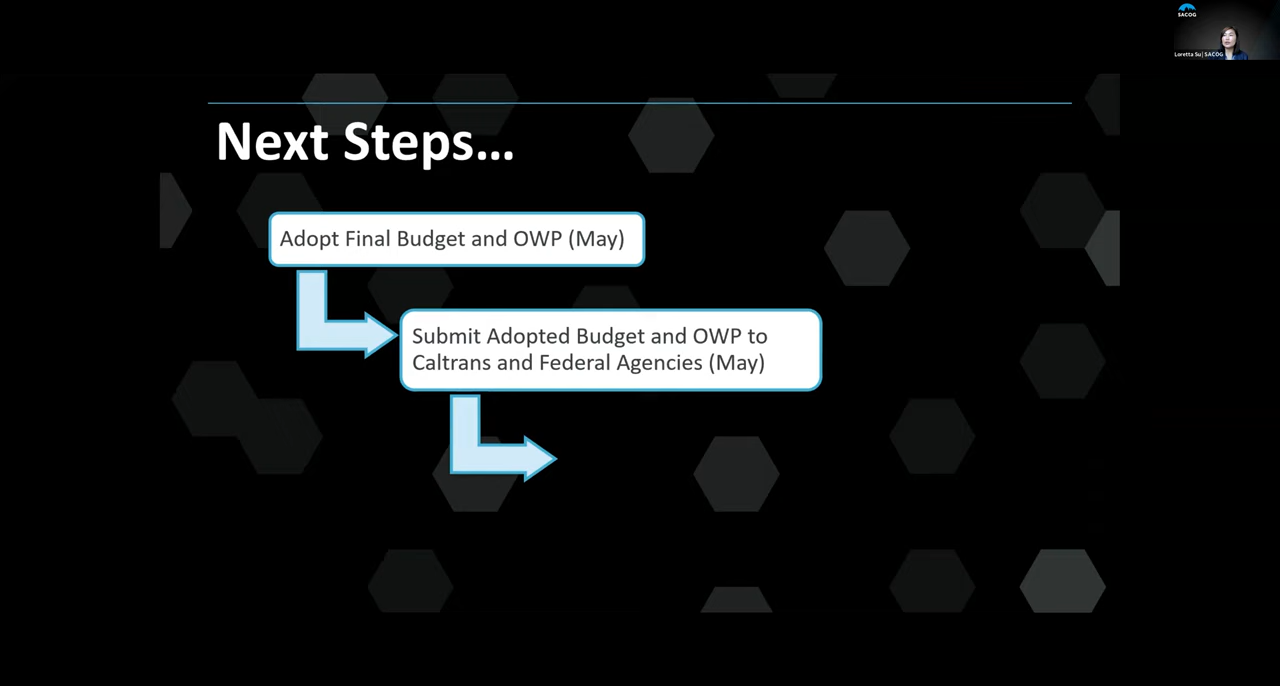 SACOG
Loretta Su | SACOG
Next Steps...
Adopt Final Budget and OWP (May)
Submit Adopted Budget and OWP to
Caltrans and Federal Agencies (May)